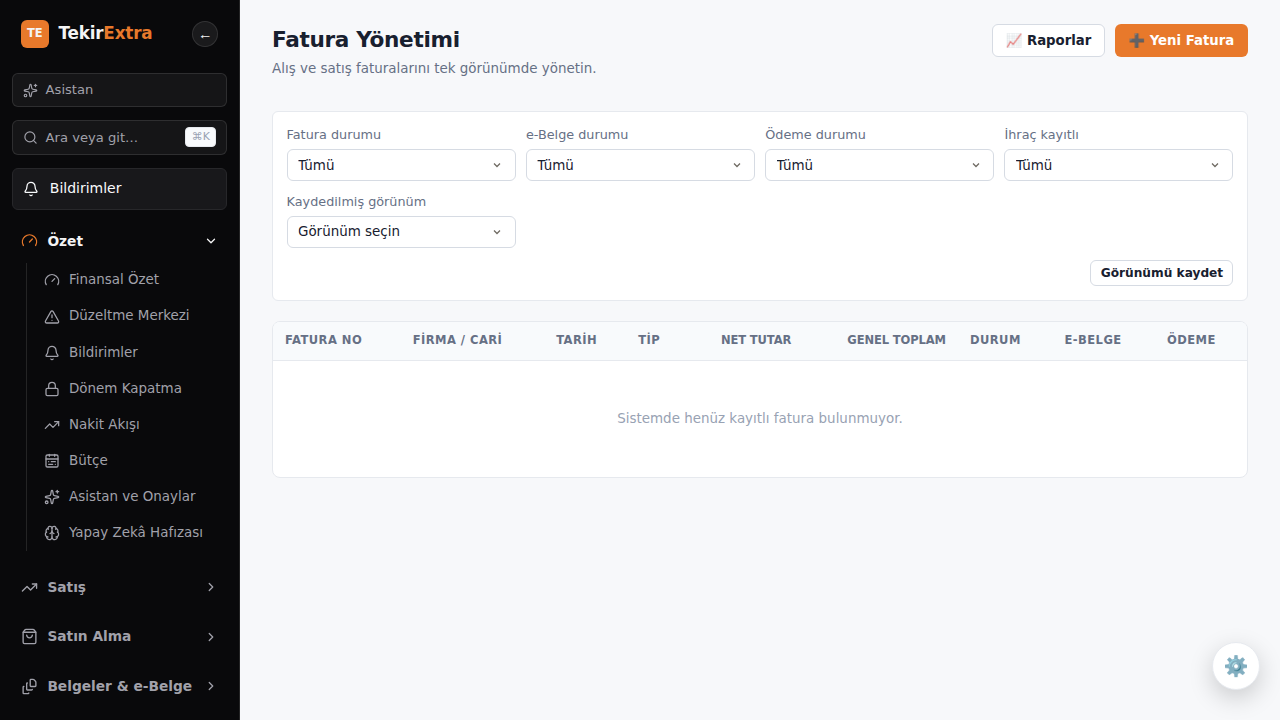 TE TekirExtra ←
Asistan
Ara veya git... ⌘K
Bildirimler
Özet
Finansal Özet
Düzeltme Merkezi
Bildirimler
Dönem Kapatma
Nakit Akışı
Bütçe
Asistan ve Onaylar
Yapay Zekâ Hafızası
Satış
Satın Alma
Belgeler & e-Belge
Fatura Yönetimi
Alış ve satış faturalarını tek görünümde yönetin.
Raporlar
Yeni Fatura
Fatura durumu e-Belge durumu Ödeme durumu İhraç kayıtlı
Tümü Tümü Tümü Tümü
Kaydedilmiş görünüm
Görünüm seçin
Görünümü kaydet
FATURA NO FİRMA / CARİ TARİH TİP NET TUTAR GENEL TOPLAM DURUM E-BELGE ÖDEME
Sistemde henüz kayıtlı fatura bulunmuyor.